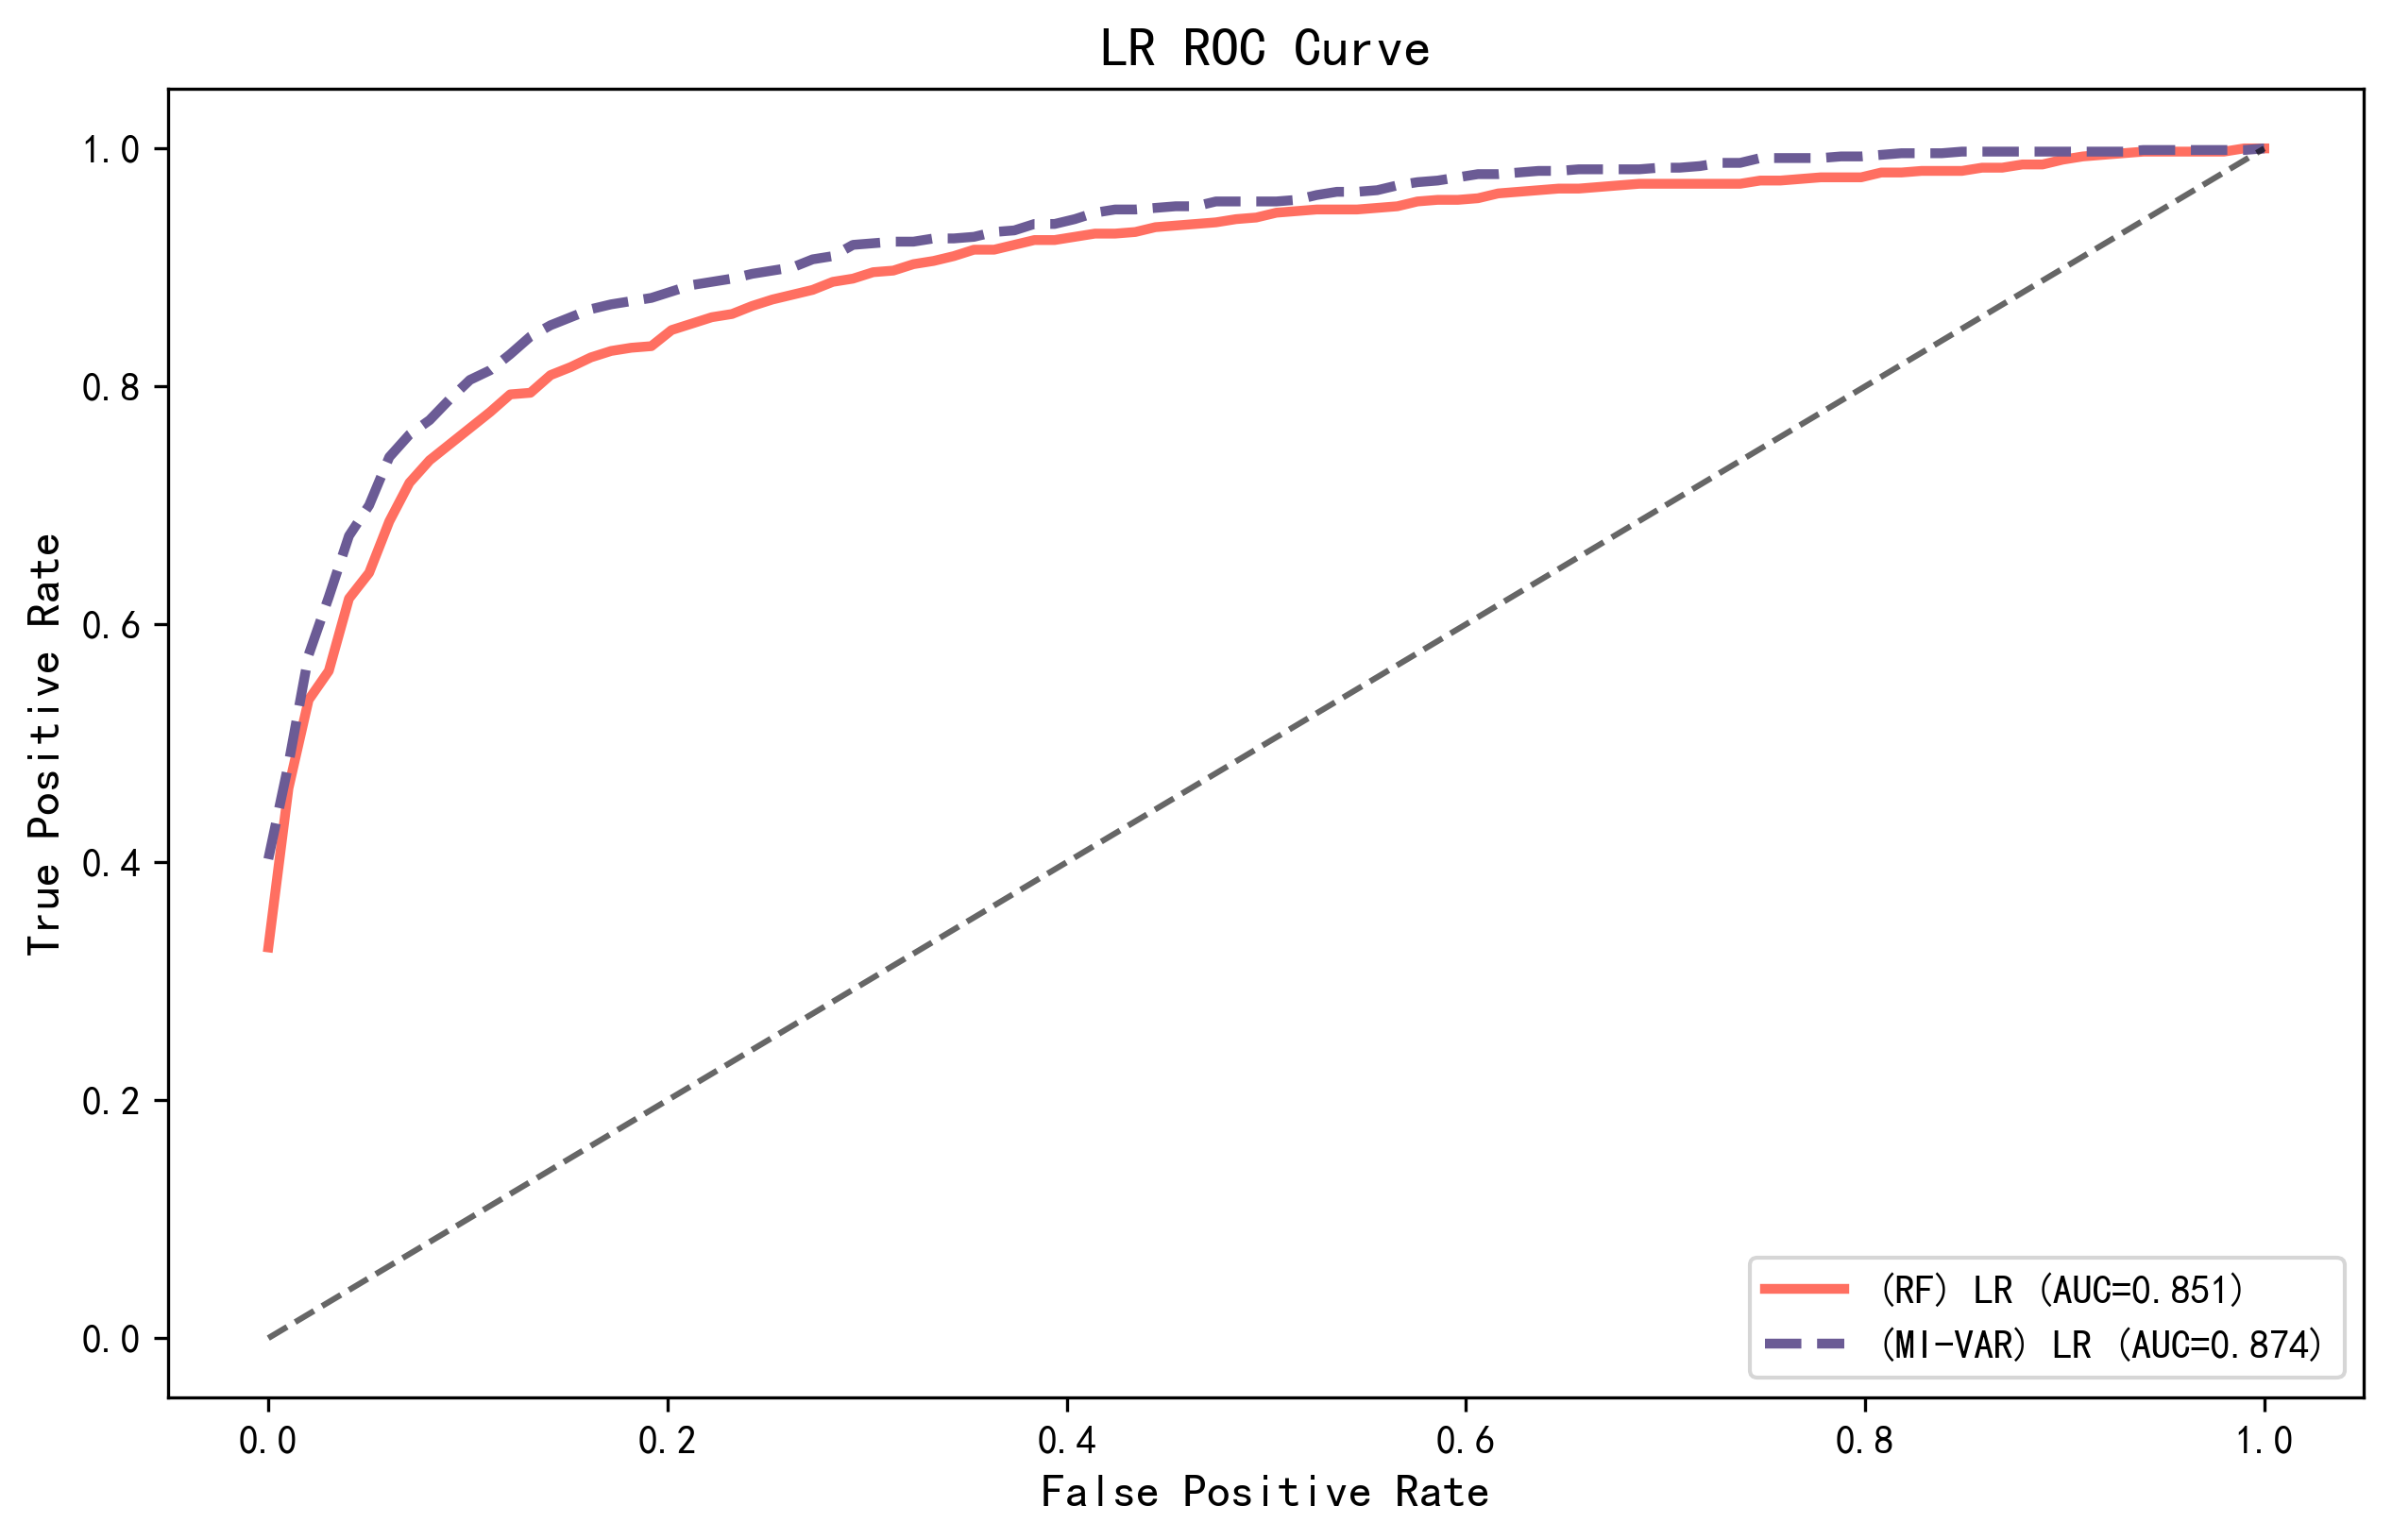 LR ROC Curve
True Positive Rate
1.0
0.8
0.6
0.4
0.2
0.0
0.0 0.2 0.4 0.6 0.8 1.0
False Positive Rate
(RF) LR (AUC=0.851)
(MI-VAR) LR (AUC=0.874)